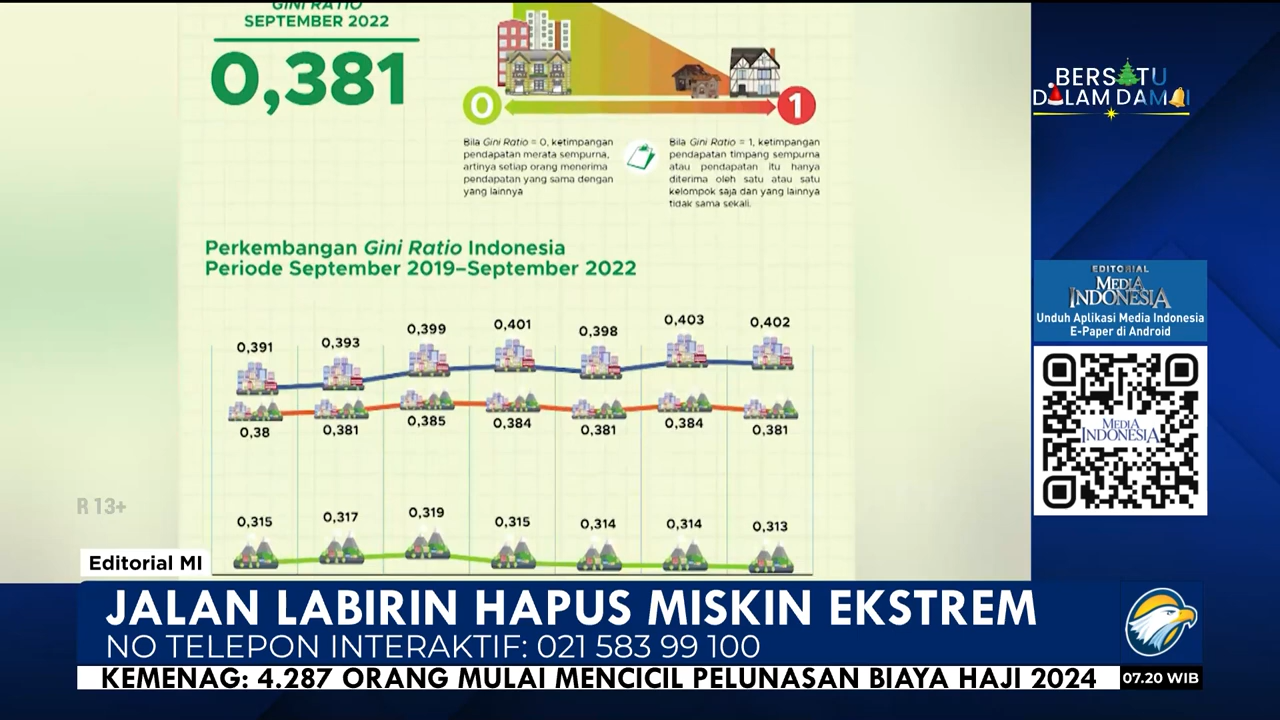 GINI RATIO
SEPTEMBER 2022
0,381
0
1
Bila Gini Ratio = 0, ketimpangan
pendapatan merata sempurna,
artinya setiap orang menerima
pendapatan yang sama dengan
yang lainnya
Bila Gini Ratio = 1, ketimpangan
pendapatan timpang sempurna
atau pendapatan itu hanya
diterima oleh satu atau satu
kelompok saja dan yang lainnya
tidak sama sekali.
BERSATU
DALAM DAMAI
Perkembangan Gini Ratio Indonesia
Periode September 2019–September 2022
0,391 0,393 0,399 0,401 0,398 0,403 0,402
0,38 0,381 0,385 0,384 0,381 0,384 0,381
0,315 0,317 0,319 0,315 0,314 0,314 0,313
EDITORIAL
MEDIA
INDONESIA
Unduh Aplikasi Media Indonesia
E-Paper di Android
MEDIA
INDONESIA
R 13+
Editorial MI
JALAN LABIRIN HAPUS MISKIN EKSTREM
NO TELEPON INTERAKTIF: 021 583 99 100
KEMENAG: 4.287 ORANG MULAI MENCICIL PELUNASAN BIAYA HAJI 2024
07.20 WIB